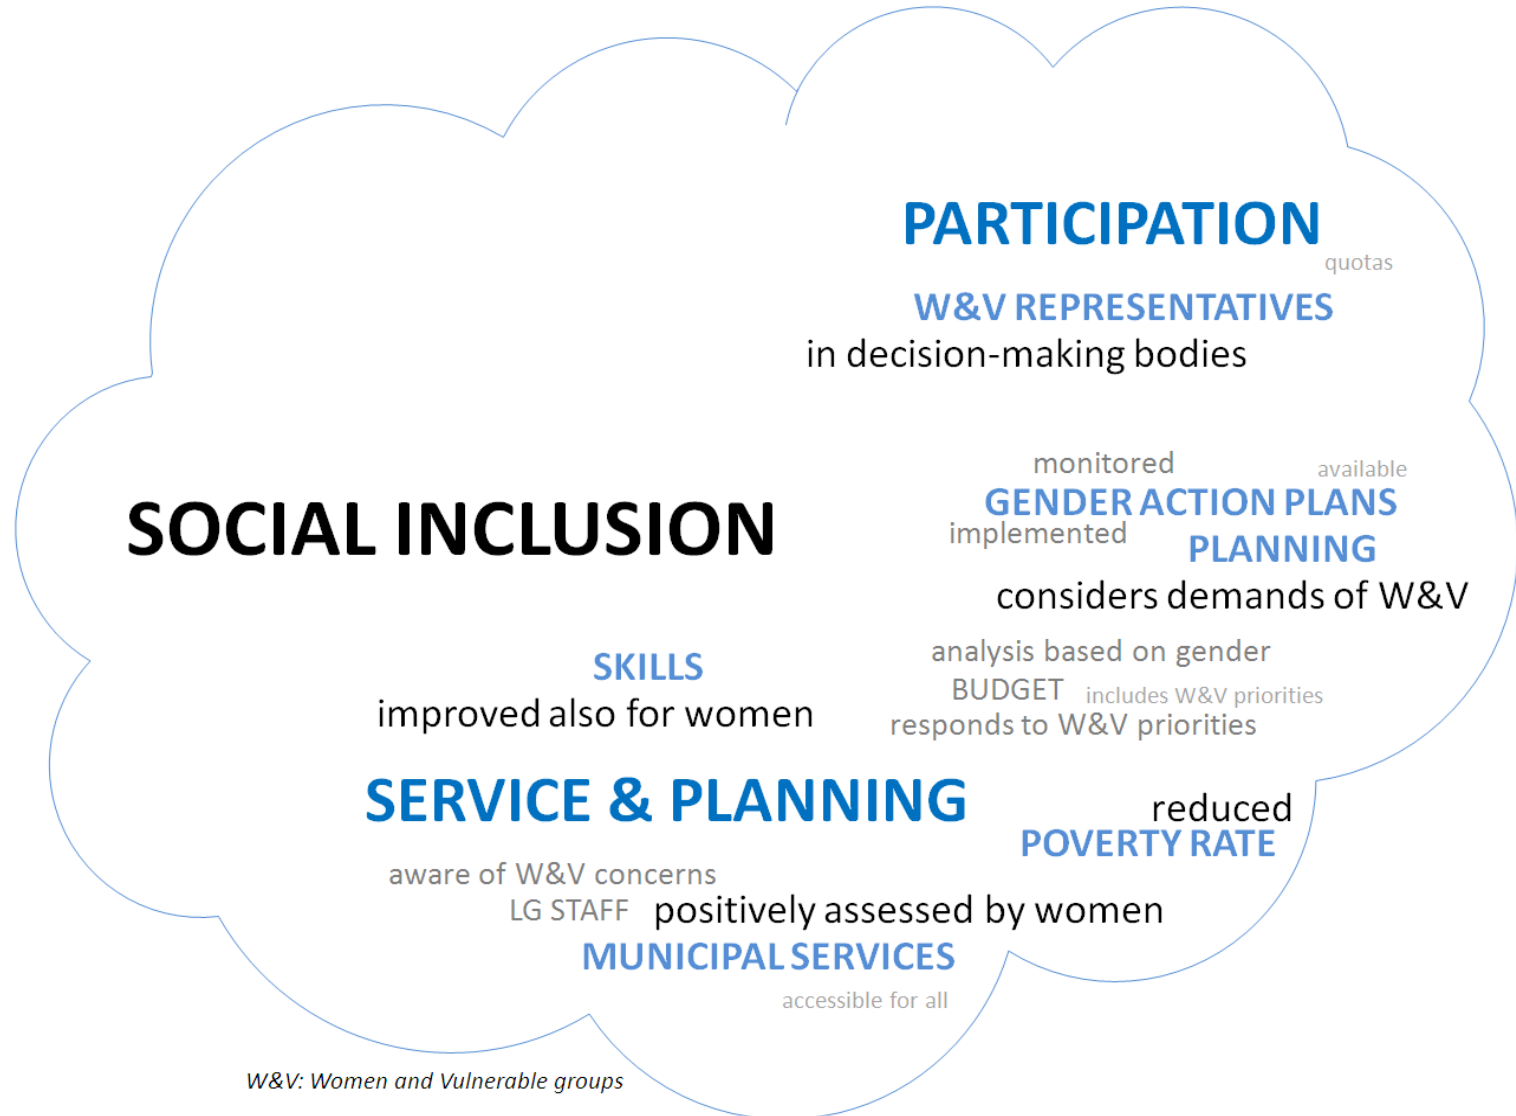 PARTICIPATION
quotas
W&V REPRESENTATIVES
in decision-making bodies
monitored
available
GENDER ACTION PLANS
implemented
PLANNING
considers demands of W&V
SOCIAL INCLUSION
analysis based on gender
BUDGET includes W&V priorities
responds to W&V priorities
SKILLS
improved also for women
SERVICE & PLANNING
reduced
POVERTY RATE
aware of W&V concerns
LG STAFF
positively assessed by women
MUNICIPAL SERVICES
accessible for all
W&V: Women and Vulnerable groups